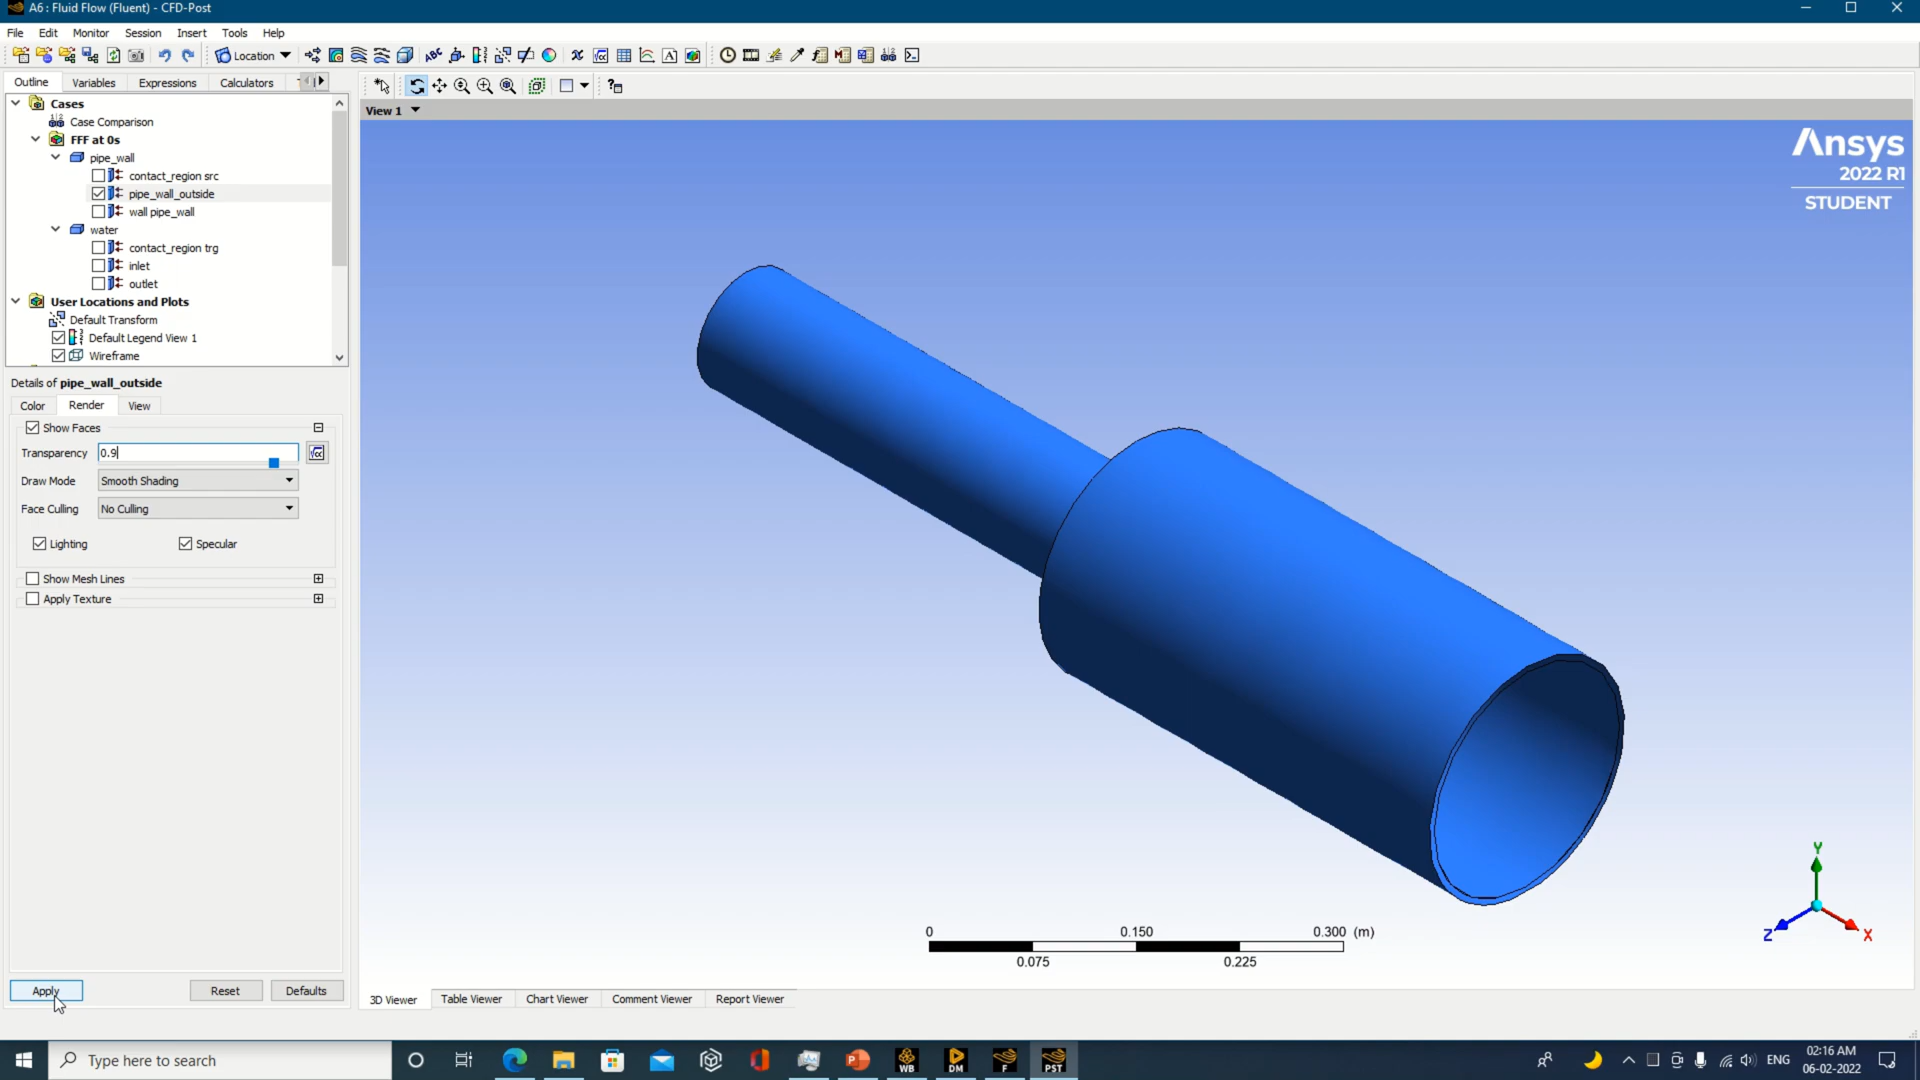 A6 : Fluid Flow (Fluent) - CFD-Post
File Edit Monitor Session Insert Tools Help
Location
Outline Variables Expressions Calculators
View 1
Cases
Case Comparison
FFF at 0s
pipe_wall
contact_region src
pipe_wall_outside
wall pipe_wall
water
contact_region trg
inlet
outlet
User Locations and Plots
Default Transform
Default Legend View 1
Wireframe
Details of pipe_wall_outside
Color Render View
Show Faces
Transparency 0.9
Draw Mode Smooth Shading
Face Culling No Culling
Lighting Specular
Show Mesh Lines
Apply Texture
Apply Reset Defaults
Ansys
2022 R1
STUDENT
0 0.150 0.300 (m)
0.075 0.225
Y
Z X
3D Viewer Table Viewer Chart Viewer Comment Viewer Report Viewer
Type here to search
WB DM F PST
ENG
02:16 AM
06-02-2022